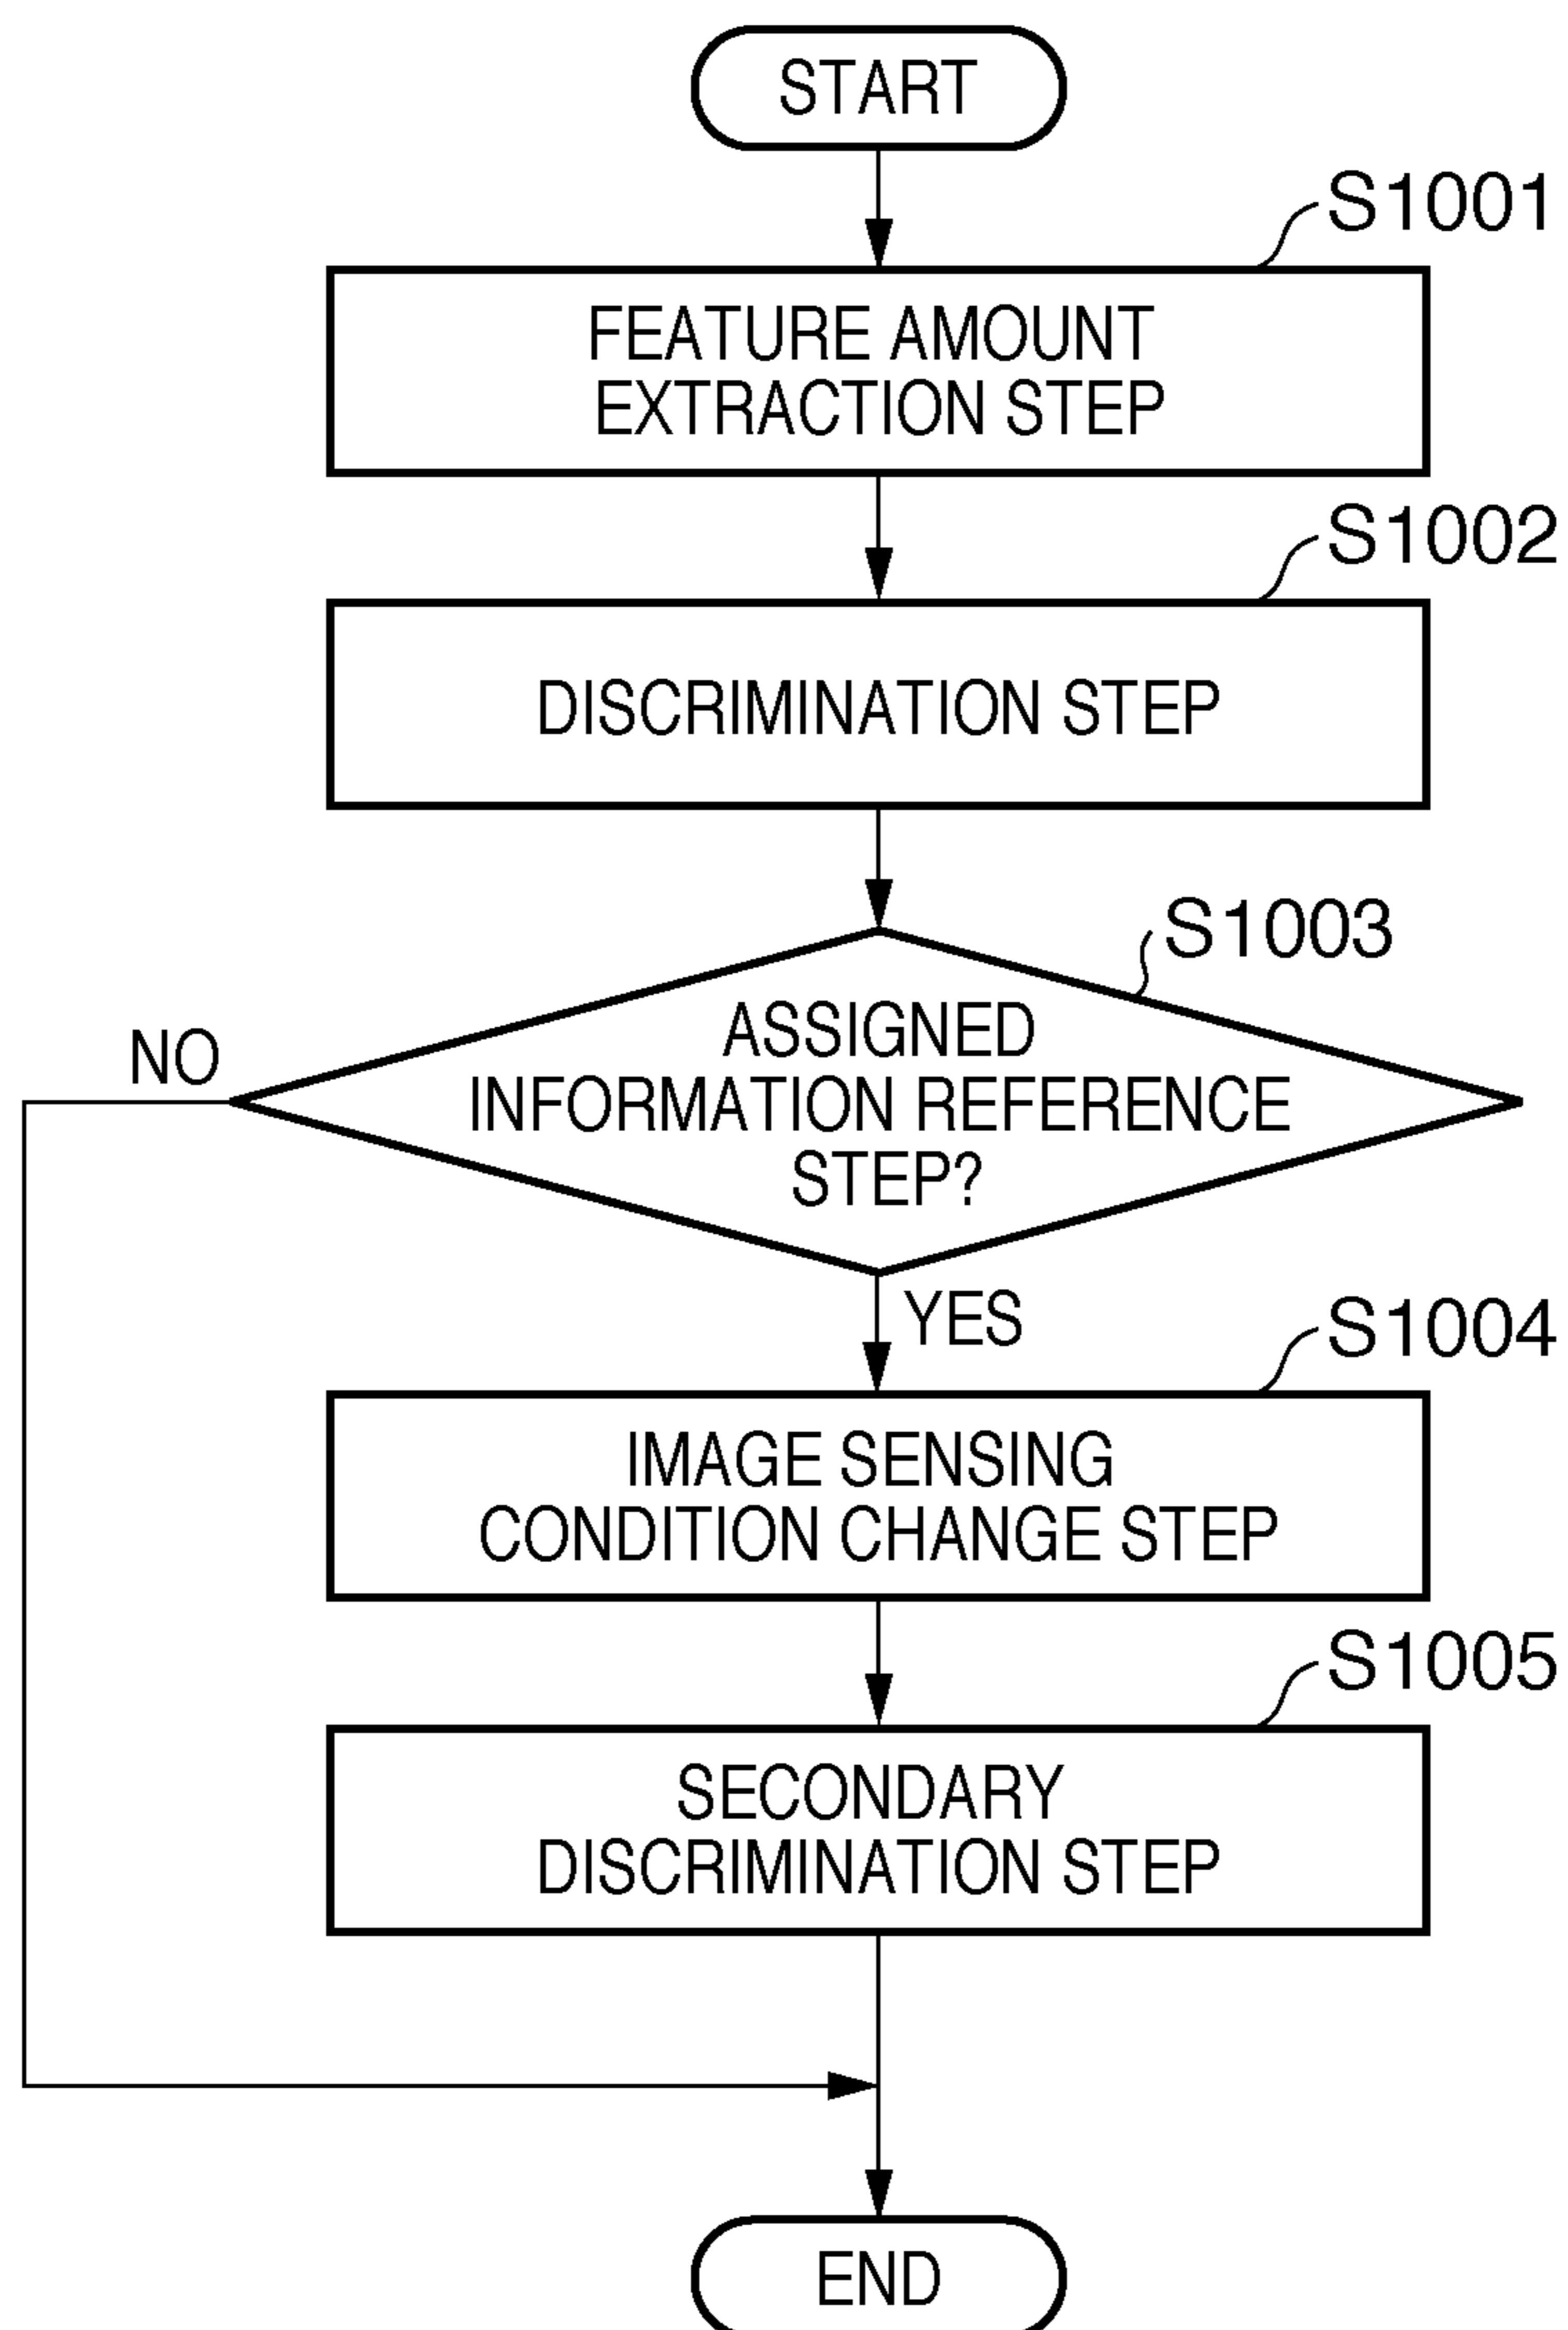 START
S1001
FEATURE AMOUNT
EXTRACTION STEP
S1002
DISCRIMINATION STEP
S1003
ASSIGNED
INFORMATION REFERENCE
STEP?
NO
YES
S1004
IMAGE SENSING
CONDITION CHANGE STEP
S1005
SECONDARY
DISCRIMINATION STEP
END